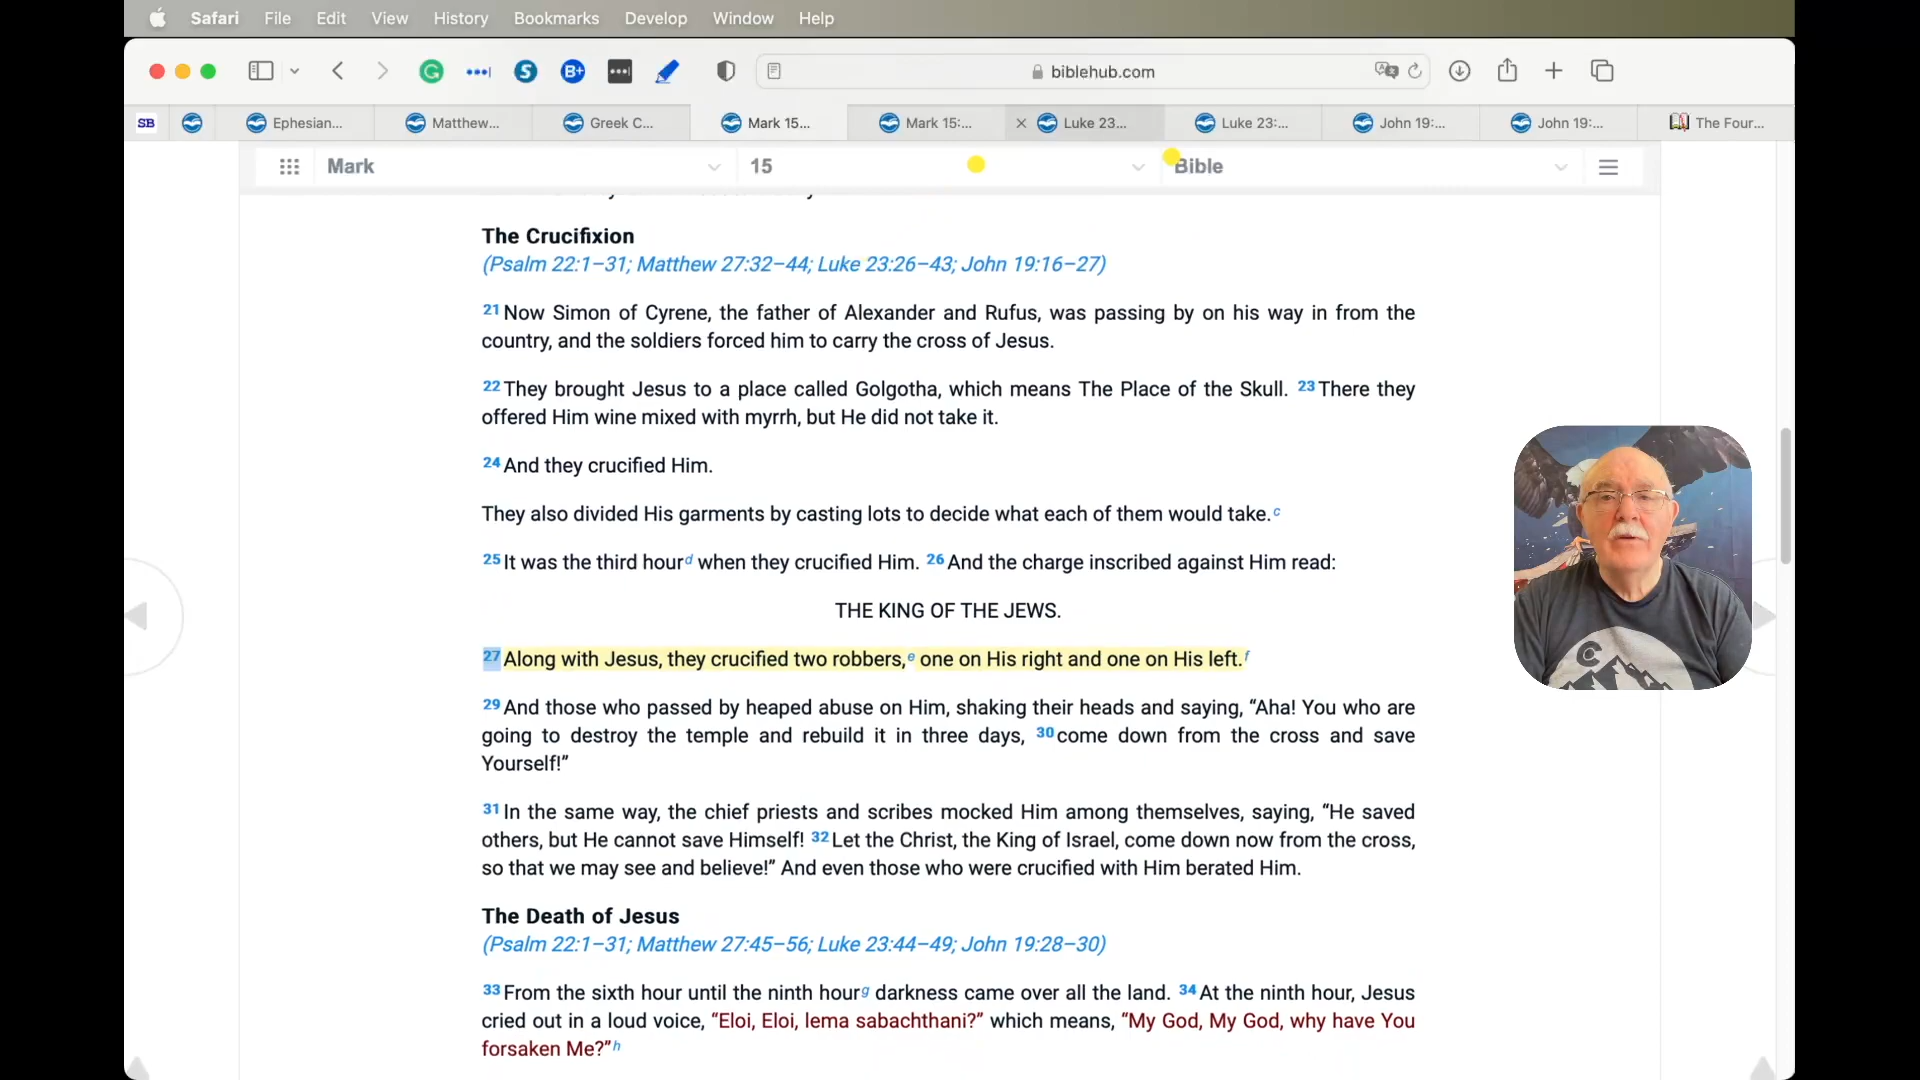 Safari File Edit View History Bookmarks Develop Window Help
biblehub.com
SB Ephesian... Matthew... Greek C... Mark 15... Mark 15:... Luke 23... Luke 23:... John 19:... John 19:... The Four...
Mark 15 Bible
The Crucifixion
(Psalm 22:1–31; Matthew 27:32–44; Luke 23:26–43; John 19:16–27)
21 Now Simon of Cyrene, the father of Alexander and Rufus, was passing by on his way in from the
country, and the soldiers forced him to carry the cross of Jesus.
22 They brought Jesus to a place called Golgotha, which means The Place of the Skull. 23 There they
offered Him wine mixed with myrrh, but He did not take it.
24 And they crucified Him.
They also divided His garments by casting lots to decide what each of them would take.c
25 It was the third hourd when they crucified Him. 26 And the charge inscribed against Him read:
THE KING OF THE JEWS.
27 Along with Jesus, they crucified two robbers,e one on His right and one on His left.f
29 And those who passed by heaped abuse on Him, shaking their heads and saying, “Aha! You who are
going to destroy the temple and rebuild it in three days, 30 come down from the cross and save
Yourself!”
31 In the same way, the chief priests and scribes mocked Him among themselves, saying, “He saved
others, but He cannot save Himself! 32 Let the Christ, the King of Israel, come down now from the cross,
so that we may see and believe!” And even those who were crucified with Him berated Him.
The Death of Jesus
(Psalm 22:1–31; Matthew 27:45–56; Luke 23:44–49; John 19:28–30)
33 From the sixth hour until the ninth hourg darkness came over all the land. 34 At the ninth hour, Jesus
cried out in a loud voice, “Eloi, Eloi, lema sabachthani?” which means, “My God, My God, why have You
forsaken Me?”h